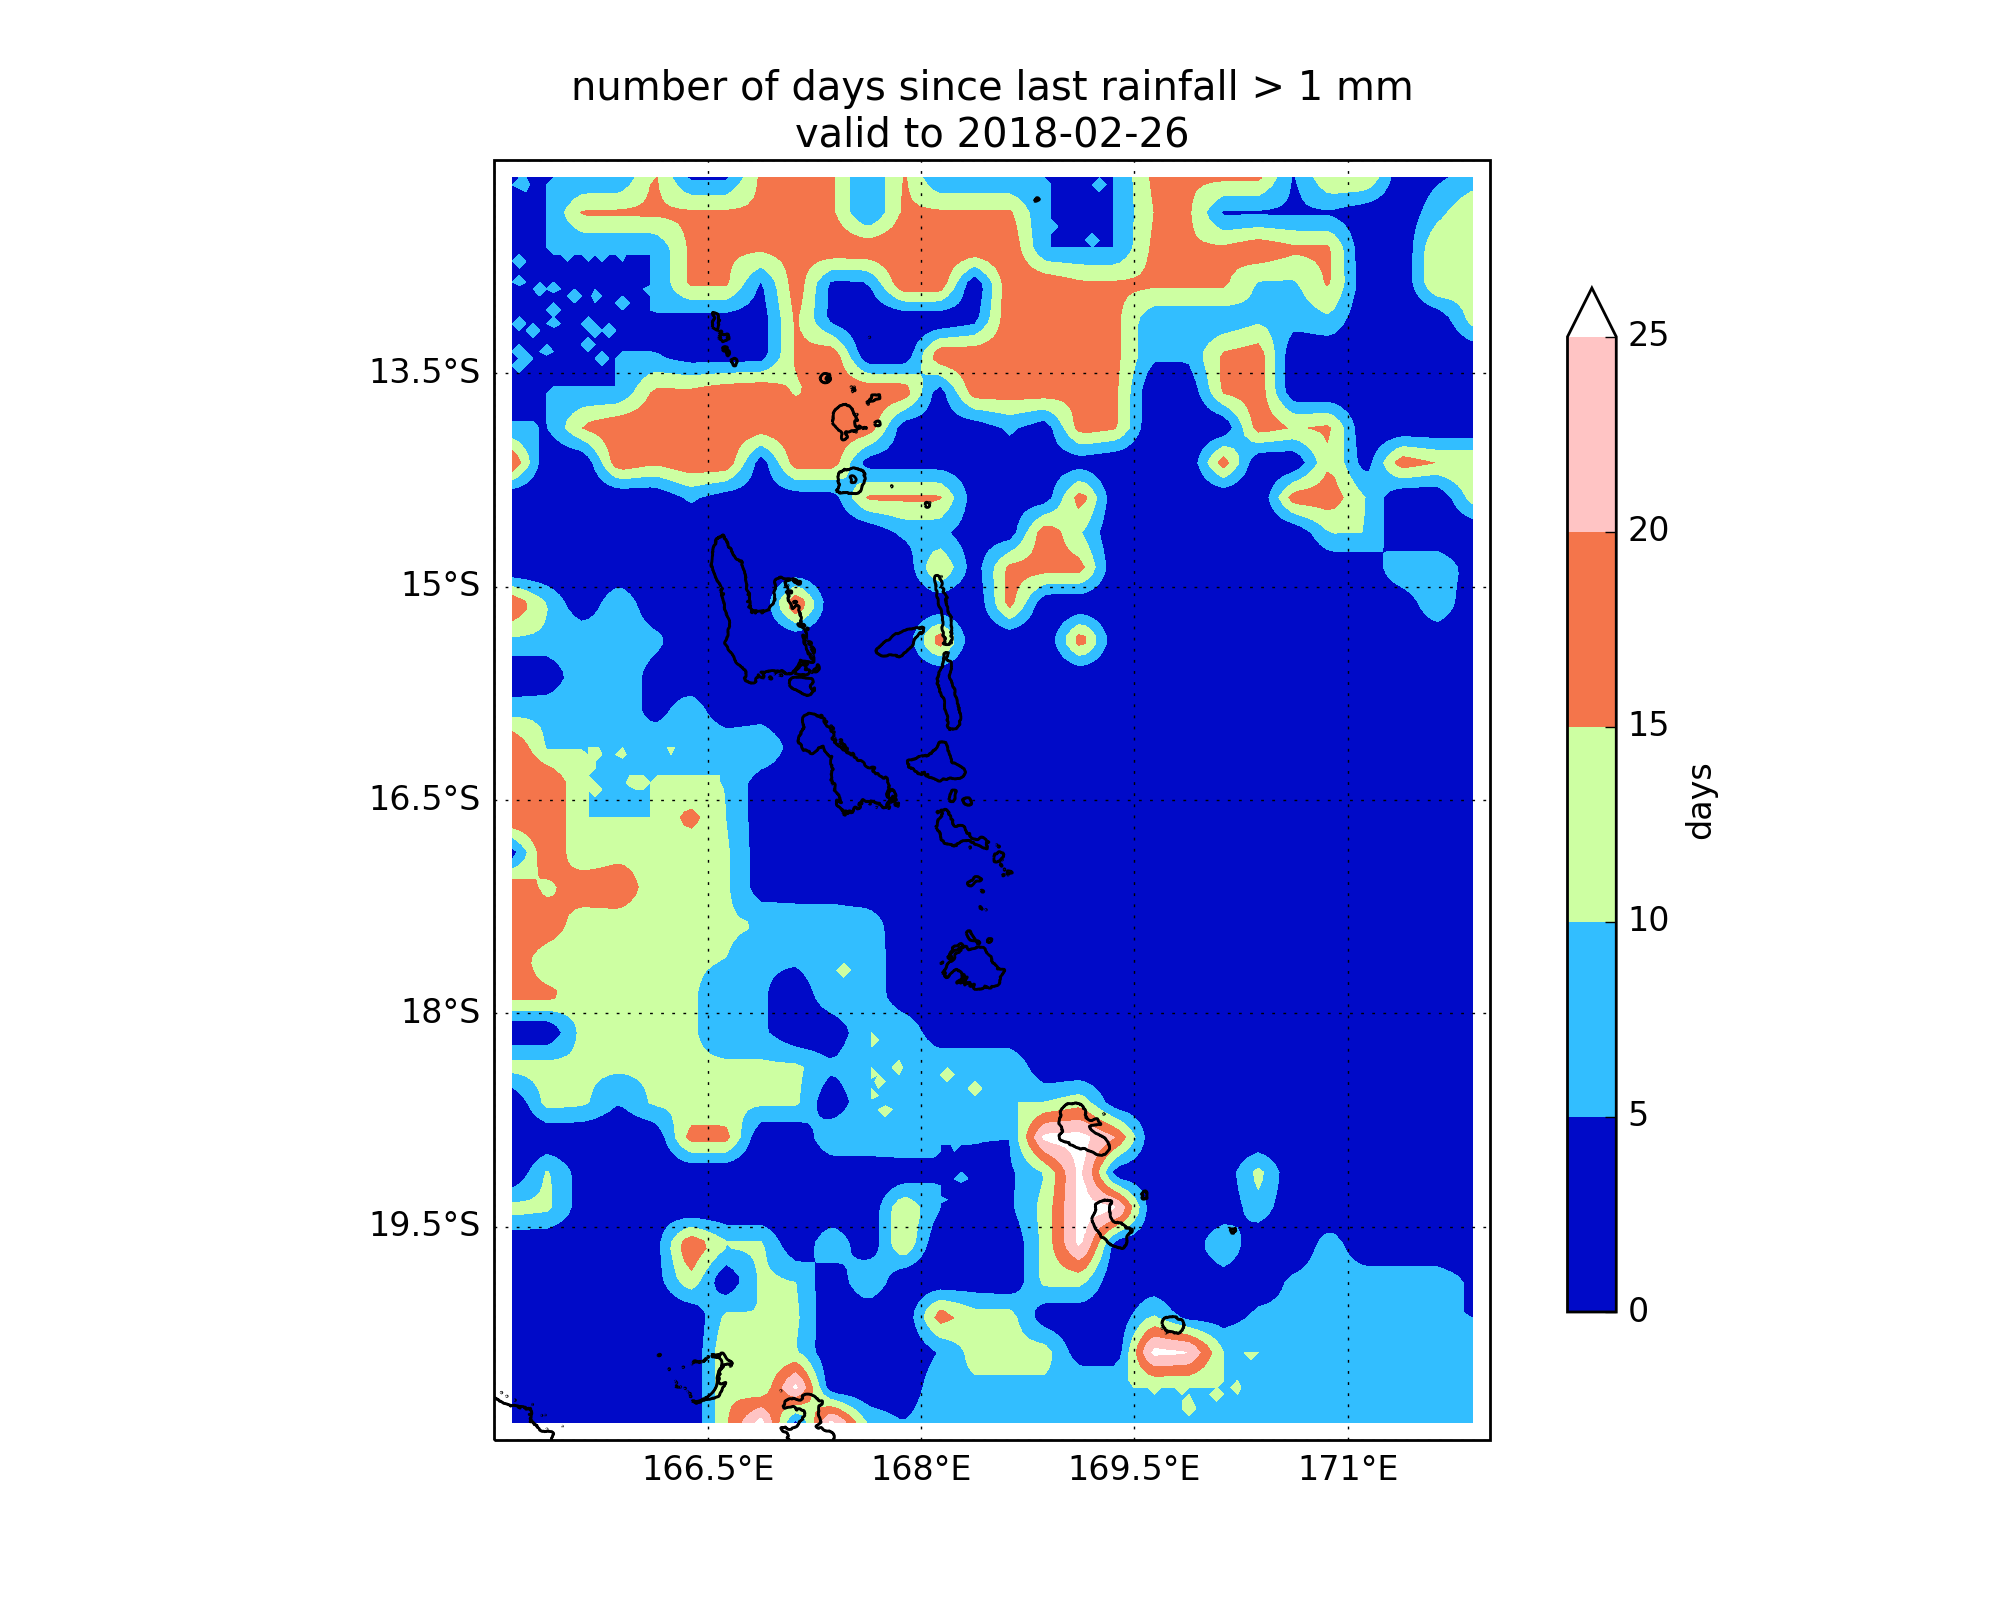 number of days since last rainfall > 1 mm
valid to 2018-02-26
13.5°S
15°S
16.5°S
18°S
19.5°S
166.5°E
168°E
169.5°E
171°E
25
20
15
10
5
0
days